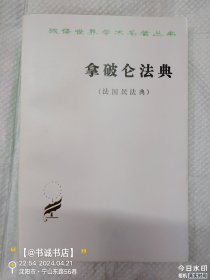 汉译世界学术名著丛书
拿破仑法典
(法国民法典)
【@荐书书店】
22:54 2024.04.21
沈阳市·宁山东路56巷
今日水印
相机